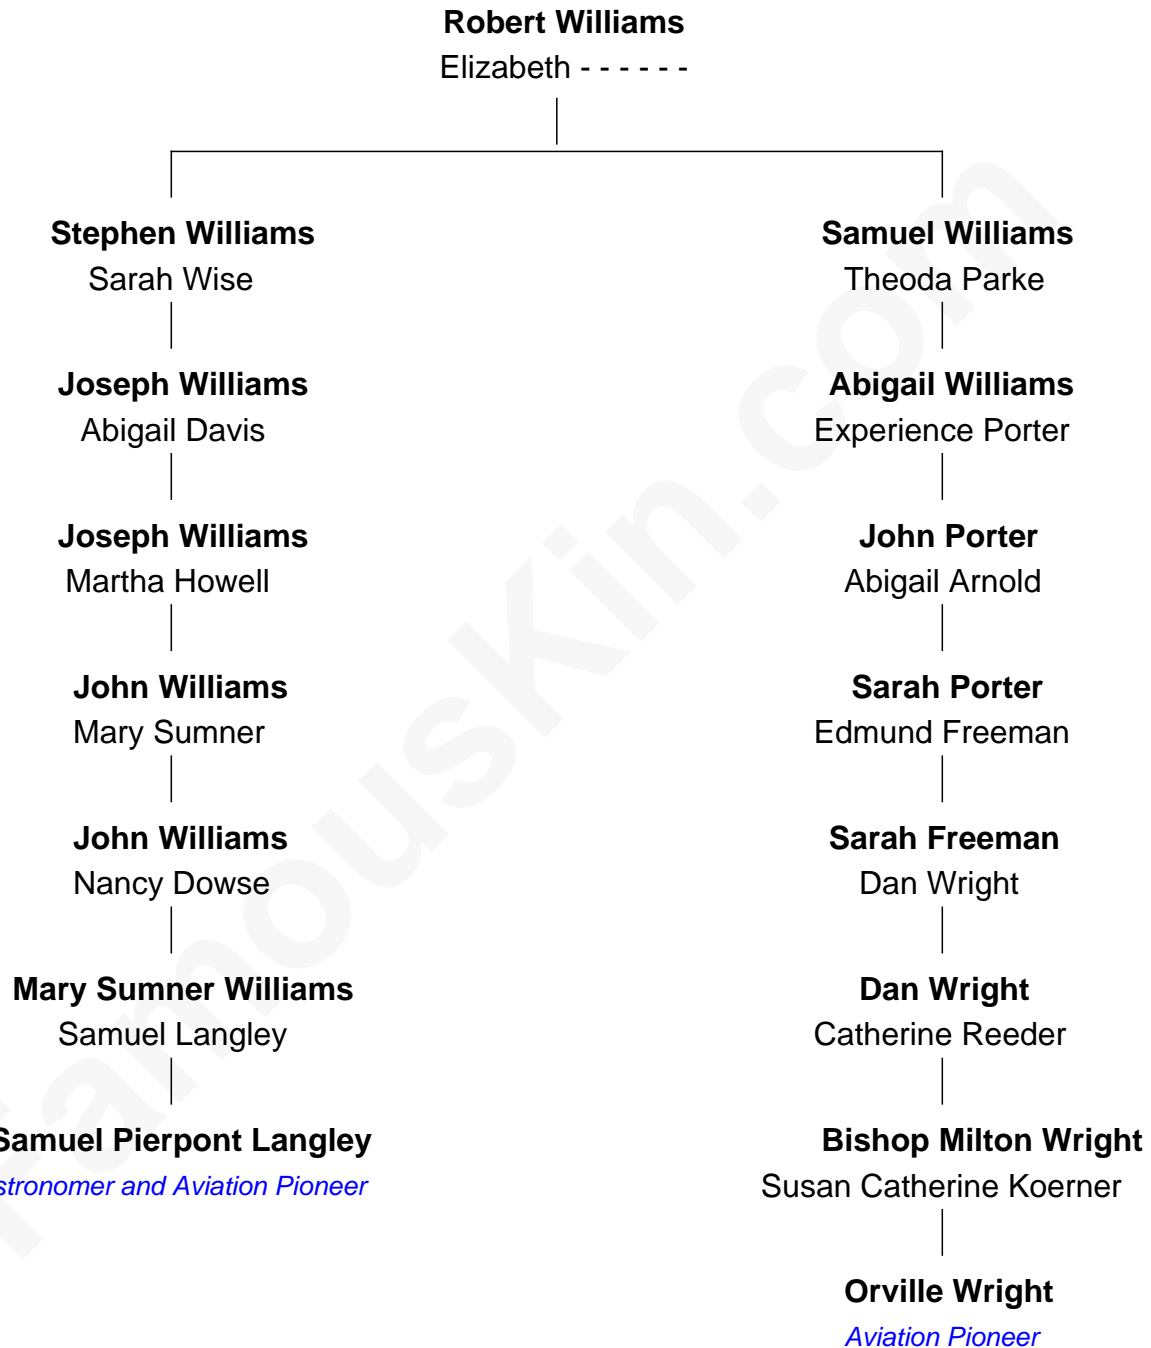 Robert Williams
Elizabeth - - - - - -
Stephen Williams
Sarah Wise
Joseph Williams
Abigail Davis
Joseph Williams
Martha Howell
John Williams
Mary Sumner
John Williams
Nancy Dowse
Mary Sumner Williams
Samuel Langley
Samuel Pierpont Langley
stronomer and Aviation Pioneer
Samuel Williams
Theoda Parke
Abigail Williams
Experience Porter
John Porter
Abigail Arnold
Sarah Porter
Edmund Freeman
Sarah Freeman
Dan Wright
Dan Wright
Catherine Reeder
Bishop Milton Wright
Susan Catherine Koerner
Orville Wright
Aviation Pioneer
FamousKin.com